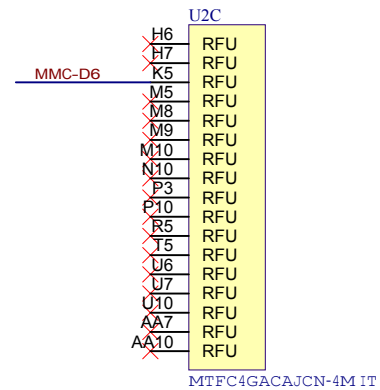 U2C
H6 RFU
H7 RFU
MMC-D6 K5 RFU
M5 RFU
M8 RFU
M9 RFU
M10 RFU
N10 RFU
P3 RFU
P10 RFU
R5 RFU
T5 RFU
U6 RFU
U7 RFU
U10 RFU
AA7 RFU
AA10 RFU
MTFC4GACAJCN-4M IT